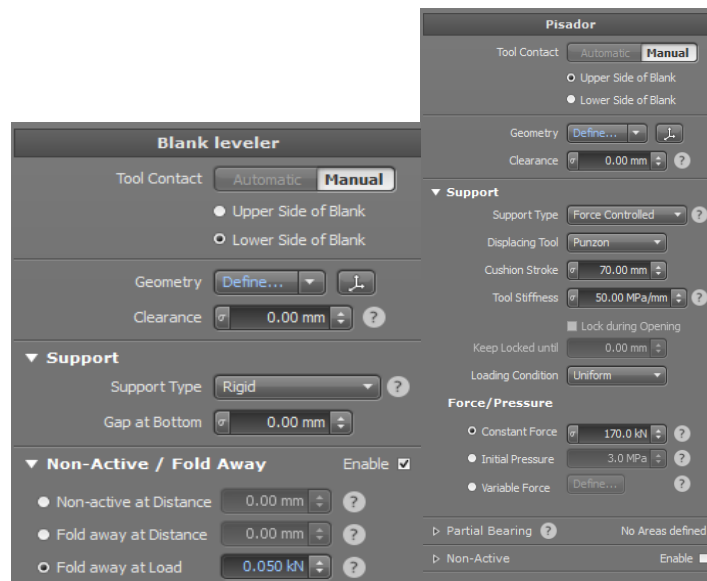 Blank leveler
Tool Contact Automatic Manual
Upper Side of Blank
Lower Side of Blank
Geometry Define...
Clearance σ 0.00 mm ?
Support
Support Type Rigid ?
Gap at Bottom σ 0.00 mm
Non-Active / Fold Away Enable
Non-active at Distance 0.00 mm ?
Fold away at Distance 0.00 mm ?
Fold away at Load 0.050 kN ?
Pisador
Tool Contact Automatic Manual
Upper Side of Blank
Lower Side of Blank
Geometry Define...
Clearance σ 0.00 mm ?
Support
Support Type Force Controlled ?
Displacing Tool Punzon
Cushion Stroke σ 70.00 mm
Tool Stiffness σ 50.00 MPa/mm ?
Lock during Opening
Keep Locked until 0.00 mm
Loading Condition Uniform
Force/Pressure
Constant Force σ 170.0 kN ?
Initial Pressure 3.0 MPa ?
Variable Force Define... ?
Partial Bearing ? No Areas defined
Non-Active Enable